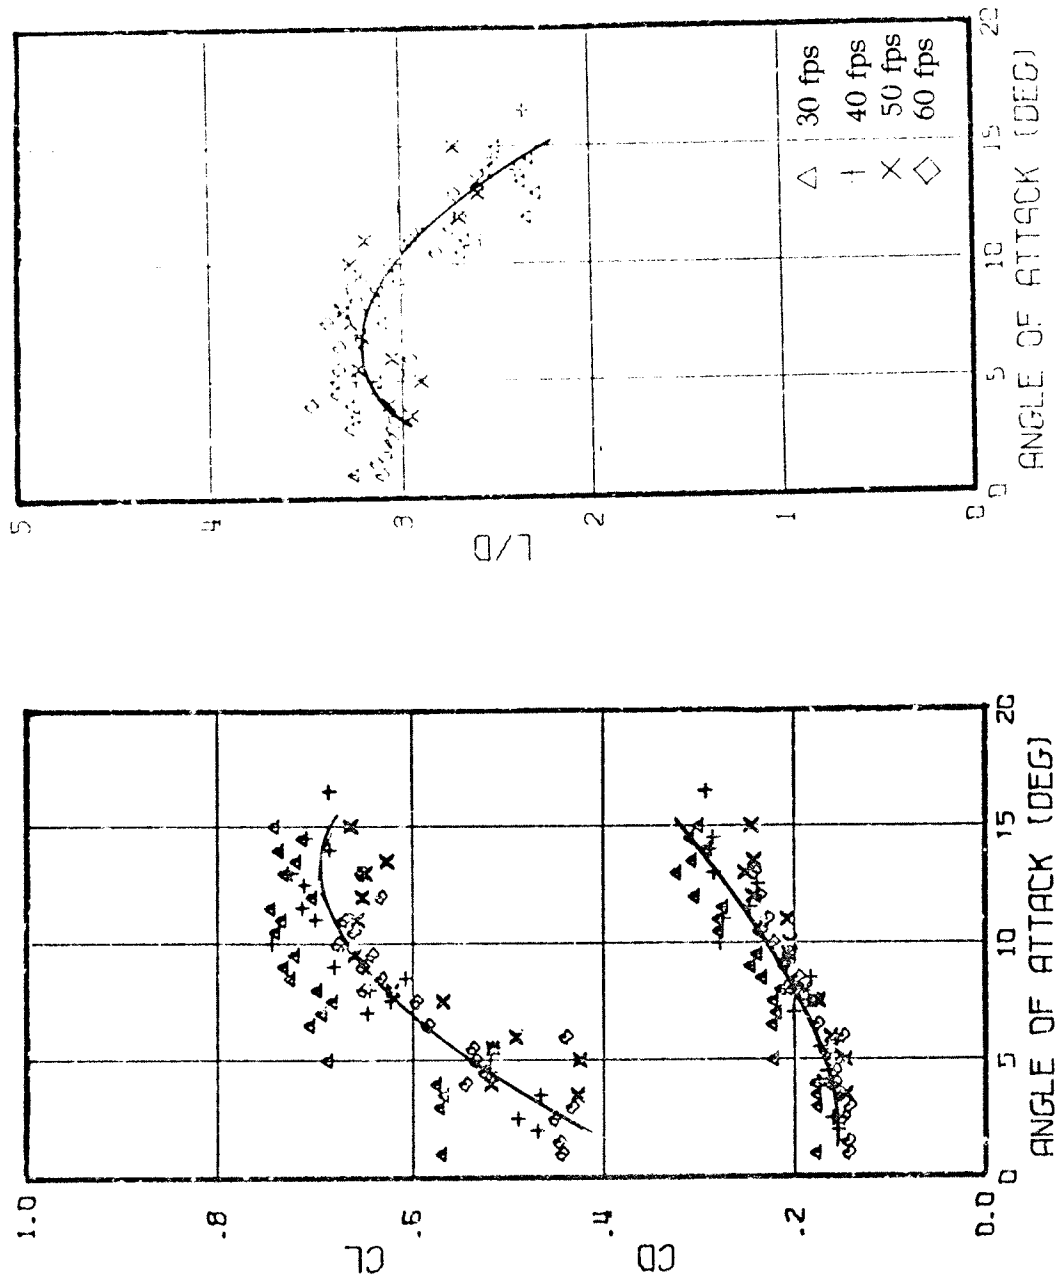 1.0
.8
.6
.4
.2
0.0
CL
CD
0
5
10
15
20
ANGLE OF ATTACK (DEG)
5
4
3
2
1
0
L/D
0
5
10
15
20
ANGLE OF ATTACK (DEG)
△ 30 fps
+ 40 fps
× 50 fps
◇ 60 fps